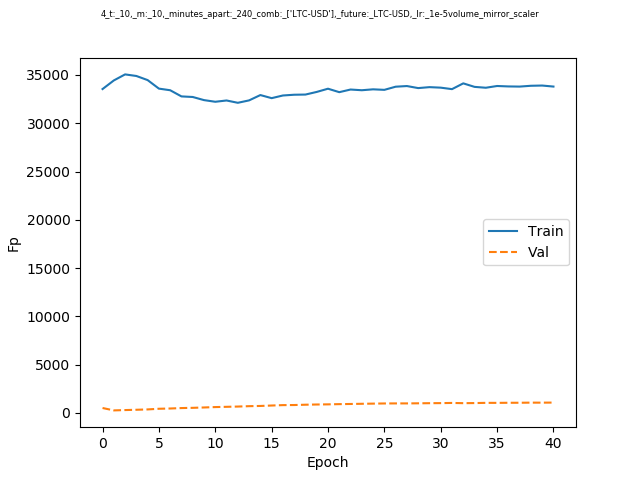 4_t:_10,_m:_10,_minutes_apart:_240_comb:_['LTC-USD'],_future:_LTC-USD,_lr:_1e-5volume_mirror_scaler
35000
30000
25000
20000
15000
10000
5000
0
Fp
Train
Val
0 5 10 15 20 25 30 35 40
Epoch